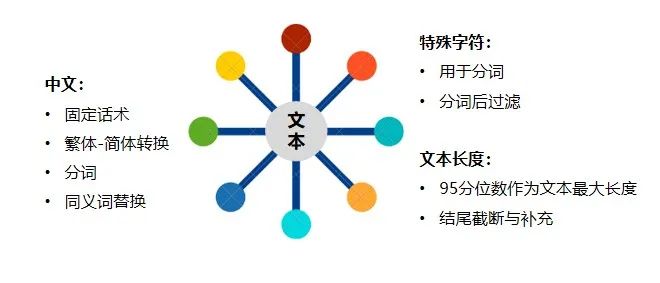 中文：
• 固定话术
• 繁体-简体转换
• 分词
• 同义词替换
文
本
特殊字符：
• 用于分词
• 分词后过滤
文本长度：
• 95分位数作为文本最大长度
• 结尾截断与补充